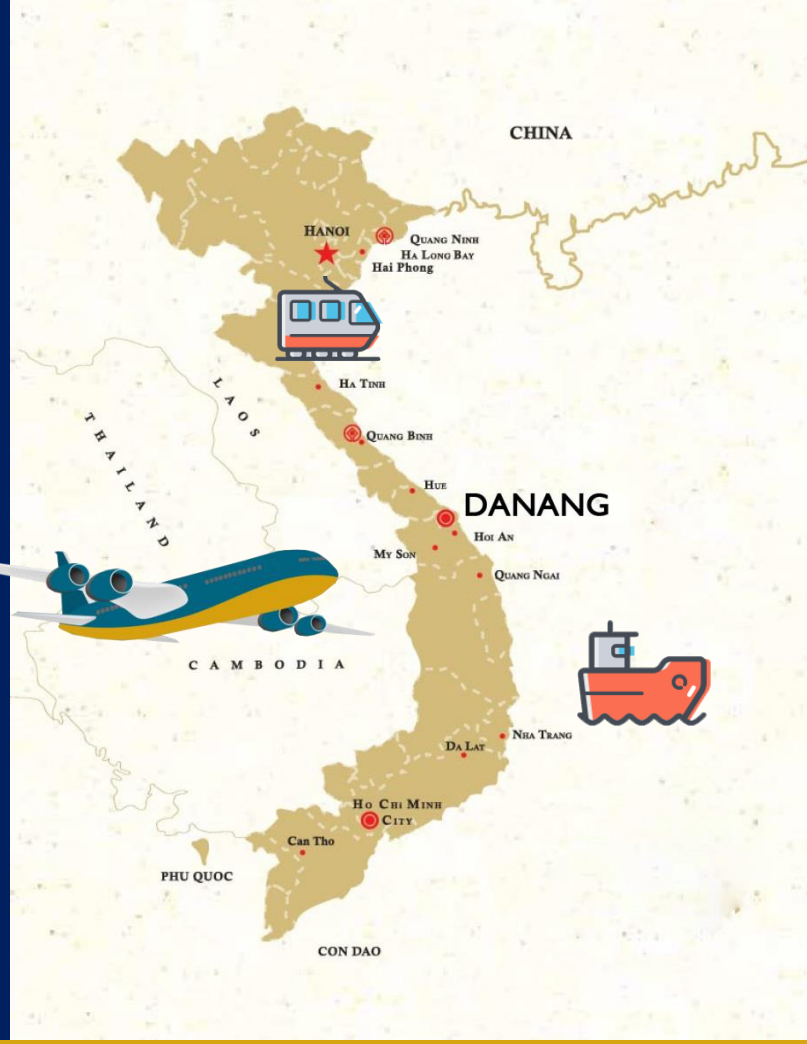 CHINA
HANOI
QUANG NINH
HA LONG BAY
Hai Phong
HA TINH
LAOS
THAILAND
QUANG BINH
HUE
DANANG
HOI AN
MY SON
QUANG NGAI
CAMBODIA
NHA TRANG
DA LAT
HO CHI MINH
CITY
Can Tho
PHU QUOC
CON DAO